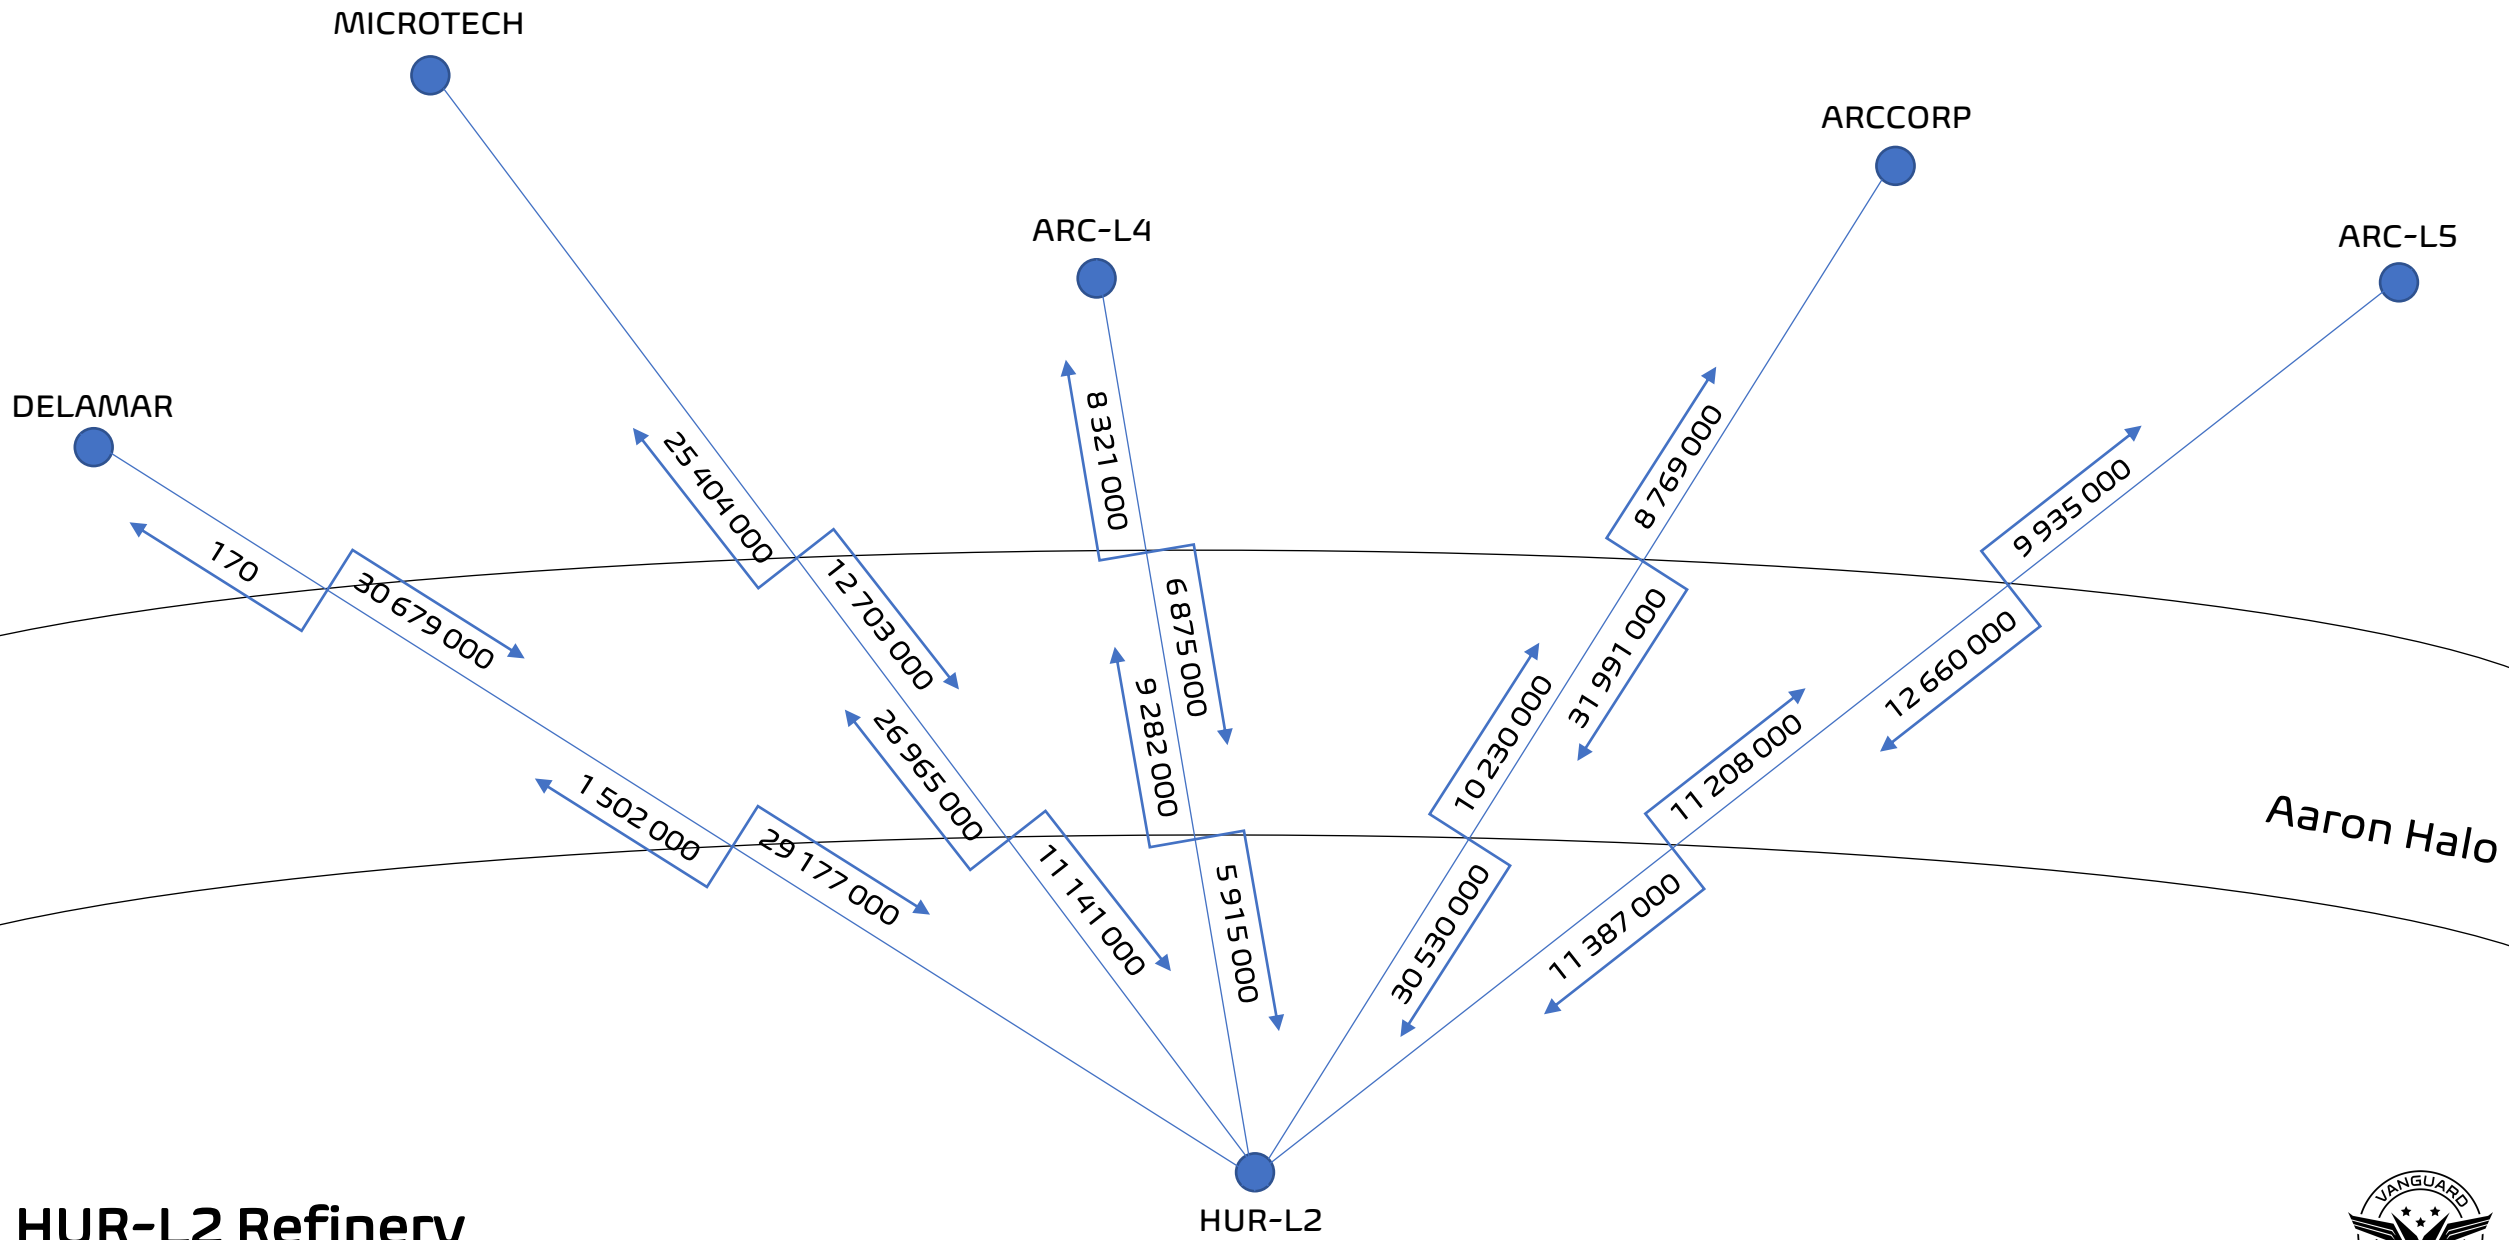 MICROTECH
ARCCORP
ARC-L4
ARC-L5
DELAMAR
8 321 000
8 769 000
25 404 000
9 935 000
170
30 679 000
12 703 000
6 875 000
31 991 000
12 660 000
9 282 000
10 230 000
26 965 000
11 208 000
1 502 000
29 177 000
Aaron Halo
11 141 000
5 915 000
30 530 000
11 387 000
VANGUARD
HUR-L2
HUR-L2 Refinery